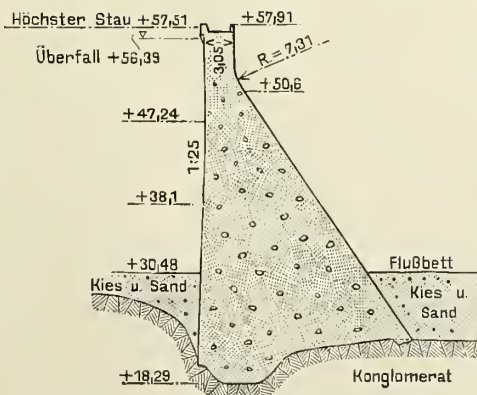 Höchster Stau +57,51
+57,91
Überfall +56,39
3,05
R = 7,31
+50,6
+47,24
1:25
+38,1
+30,48
Flußbett
Kies u. Sand
Kies u.
Sand
+18,29
Konglomerat